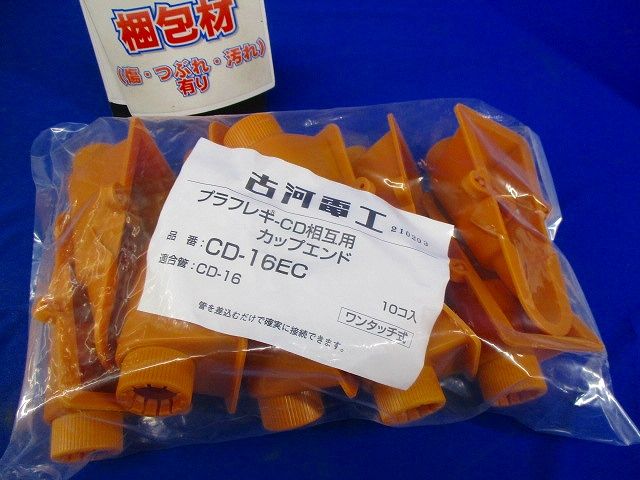 梱包材
(傷・つぶれ・汚れ)
有り
古河電工
210203
プラフレキ-CD相互用
カップエンド
品番:CD-16EC
適合管:CD-16
10コ入
管を差込むだけで確実に接続できます。
ワンタッチ式